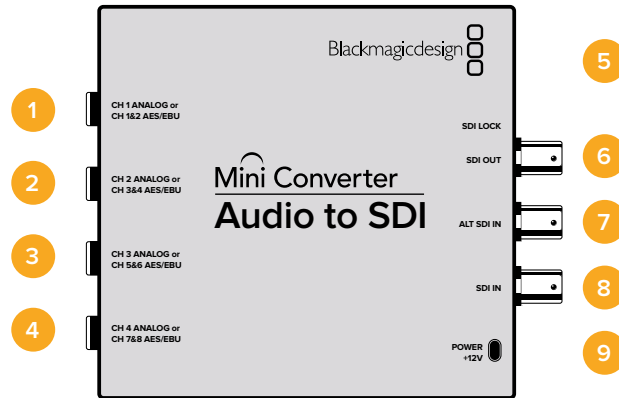 Blackmagicdesign
1
CH 1 ANALOG or
CH 1&2 AES/EBU
5
SDI LOCK
SDI OUT
6
2
CH 2 ANALOG or
CH 3&4 AES/EBU
Mini Converter
Audio to SDI
ALT SDI IN
7
3
CH 3 ANALOG or
CH 5&6 AES/EBU
SDI IN
8
4
CH 4 ANALOG or
CH 7&8 AES/EBU
POWER
+12V
9